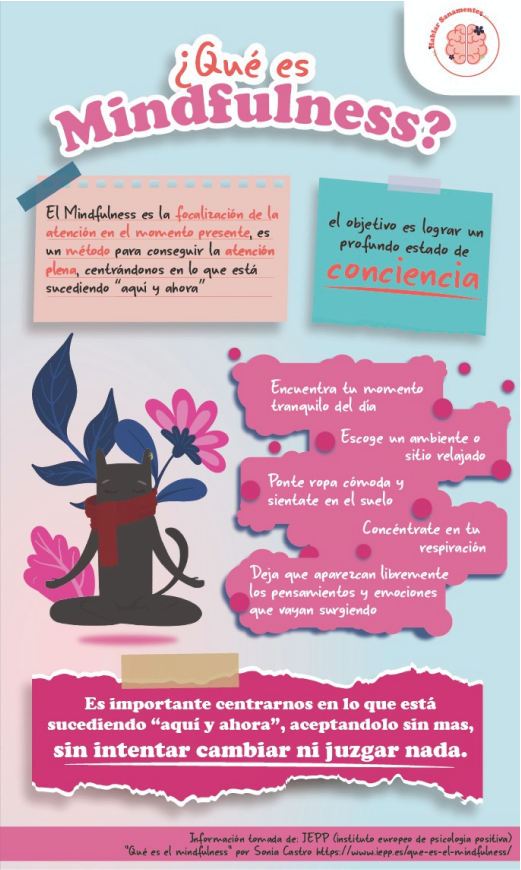 Hablar Sanamentes...
¿Qué es
Mindfulness?
El Mindfulness es la focalización de la
atención en el momento presente, es
un método para conseguir la atención
plena, centrándonos en lo que está
sucediendo "aquí y ahora"
el objetivo es lograr un
profundo estado de
conciencia
Encuentra tu momento
tranquilo del día
Escoge un ambiente o
sitio relajado
Ponte ropa cómoda y
sientate en el suelo
Concéntrate en tu
respiración
Deja que aparezcan libremente
los pensamientos y emociones
que vayan surgiendo
Es importante centrarnos en lo que está
sucediendo "aquí y ahora", aceptandolo sin mas,
sin intentar cambiar ni juzgar nada.
Información tomada de: IEPP (instituto europeo de psicología positiva)
"Qué es el mindfulness" por Sonia Castro https://www.iepp.es/que-es-el-mindfulness/